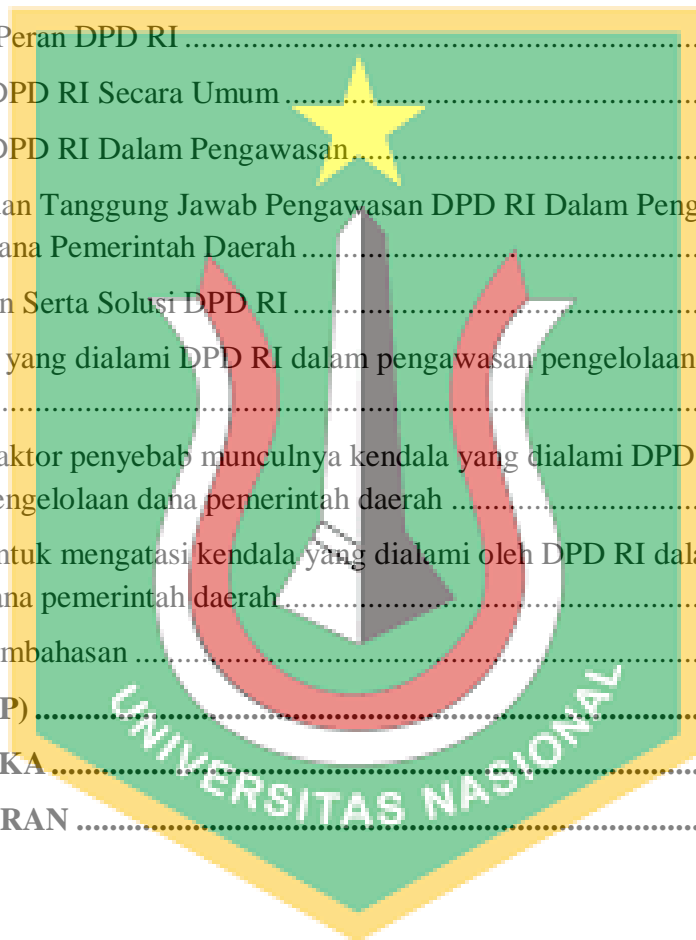 Peran DPD RI ....................................................
DPD RI Secara Umum ....................................................
DPD RI Dalam Pengawasan ....................................................
dan Tanggung Jawab Pengawasan DPD RI Dalam Peng
ana Pemerintah Daerah ....................................................
n Serta Solusi DPD RI ....................................................
yang dialami DPD RI dalam pengawasan pengelolaan
....................................................
aktor penyebab munculnya kendala yang dialami DPD
engelolaan dana pemerintah daerah ....................................................
ntuk mengatasi kendala yang dialami oleh DPD RI dala
ana pemerintah daerah ....................................................
mbahasan ....................................................
P) ....................................................
KA ....................................................
RAN ....................................................
UNIVERSITAS NASIONAL